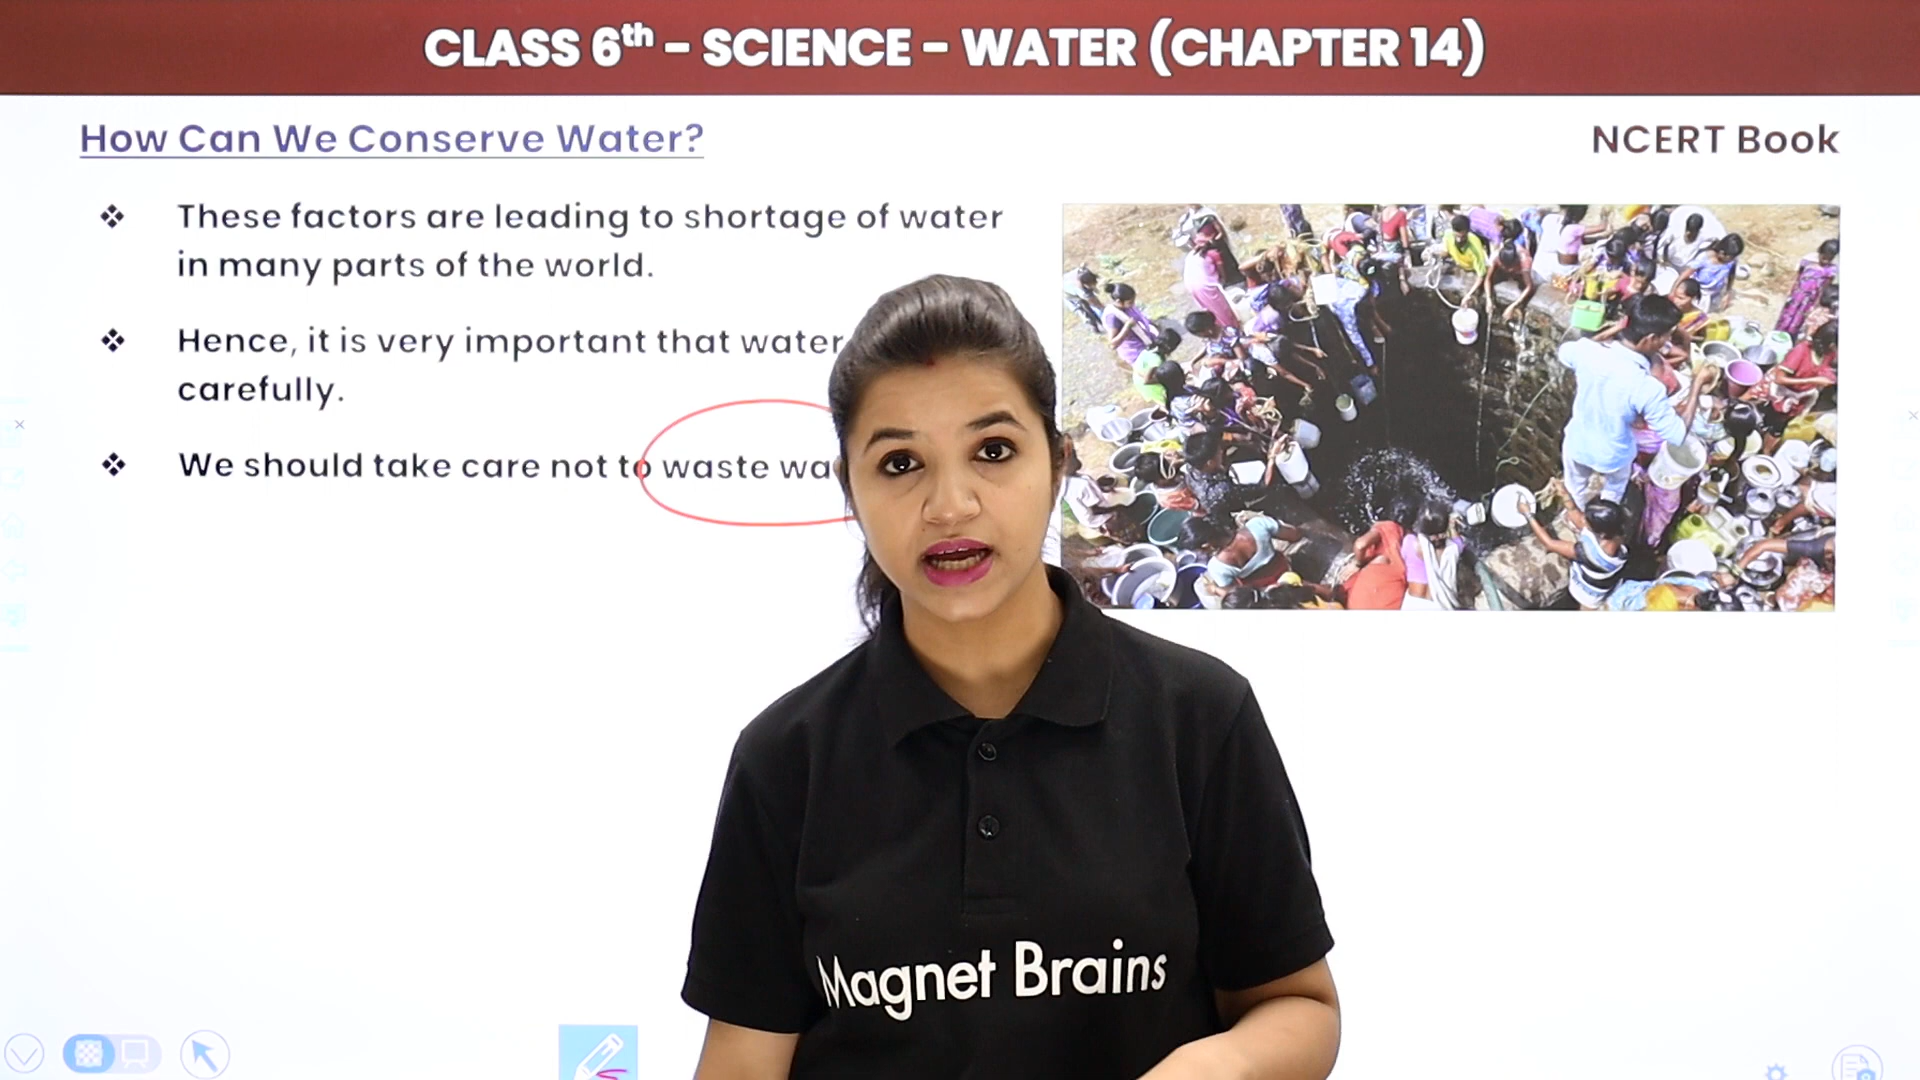 CLASS 6th – SCIENCE – WATER (CHAPTER 14)
How Can We Conserve Water?
NCERT Book
❖ These factors are leading to shortage of water
in many parts of the world.
❖ Hence, it is very important that water
carefully.
❖ We should take care not to waste
Magnet Brains